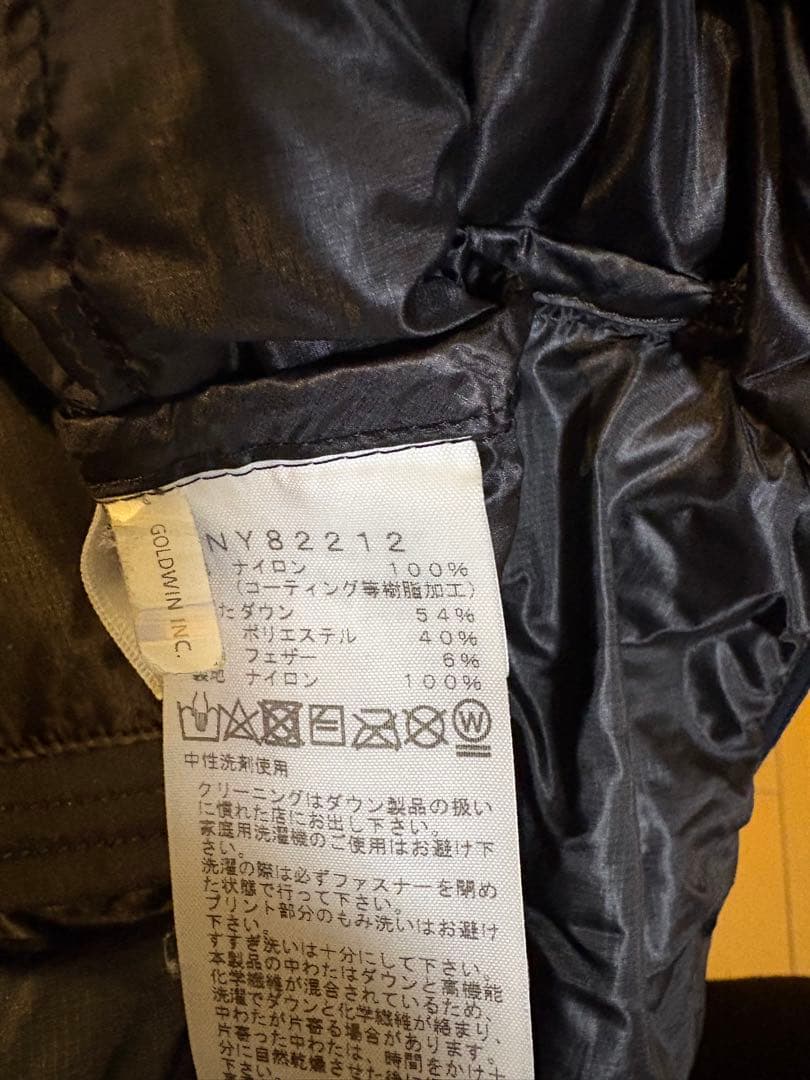 GOLDWIN INC.
NY82212
ナイロン 100%
(コーティング等樹脂加工)
たダウン 54%
ポリエステル 40%
フェザー 6%
裏地 ナイロン 100%
W
中性洗剤使用
クリーニングはダウン製品の扱い
に慣れた店にお出し下さい。
家庭用洗濯機のご使用はお避け下
さい。
洗濯の際は必ずファスナーを閉め
た状態で行って下さい。
プリント部分のもみ洗いはお避け
下さい。
すすぎ洗いは十分にして下さい。
本製品の中わたはダウンと高機能
化学繊維が混合されているため、
洗濯でダウンと化学繊維が絡まり、
中わたが片寄る場合があります。
片寄った中わたは、時間をかけ十
分に自然乾燥させた後に